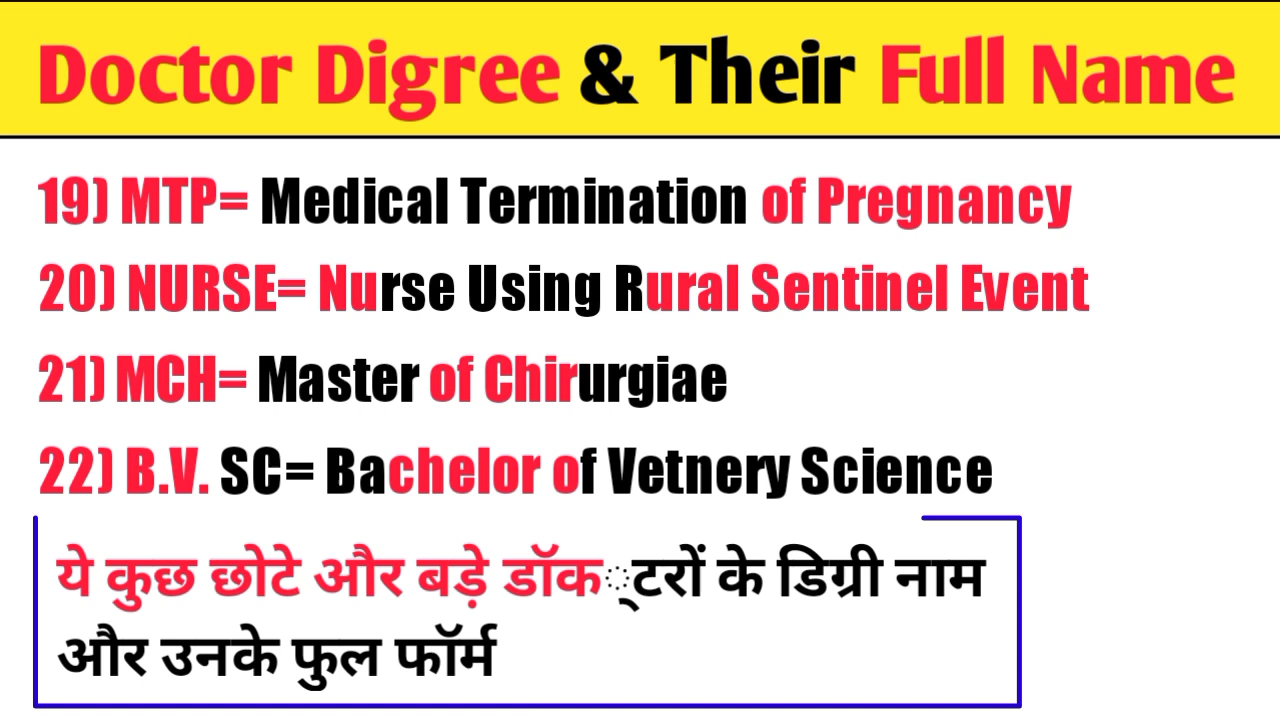 Doctor Digree & Their Full Name
19) MTP= Medical Termination of Pregnancy
20) NURSE= Nurse Using Rural Sentinel Event
21) MCH= Master of Chirurgiae
22) B.V. SC= Bachelor of Vetnery Science
ये कुछ छोटे और बड़े डॉक्टरों के डिग्री नाम
और उनके फुल फॉर्म